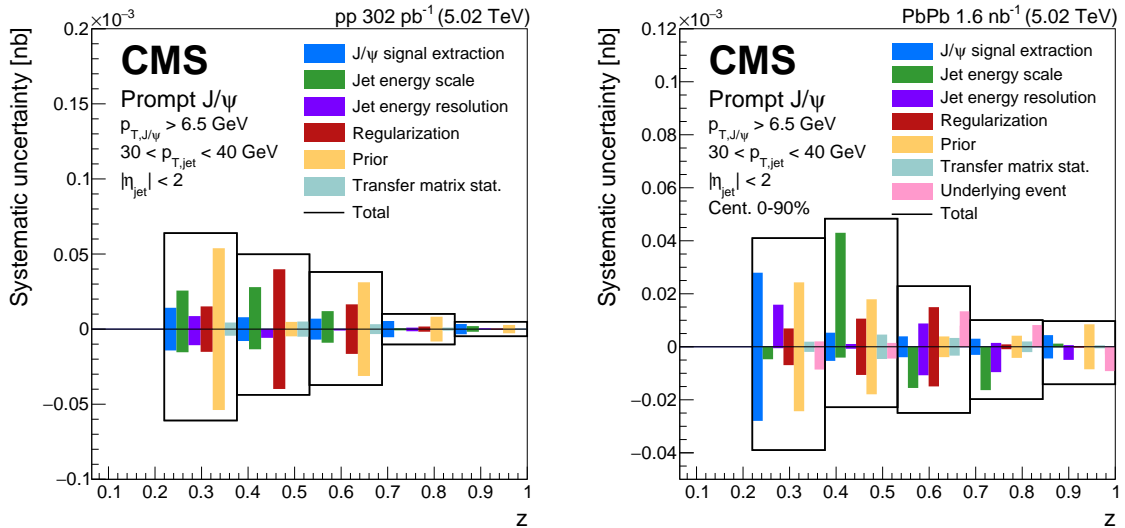 ×10⁻³
pp 302 pb⁻¹ (5.02 TeV)
Systematic uncertainty [nb]
CMS
Prompt J/ψ
p_T,J/ψ > 6.5 GeV
30 < p_T,jet < 40 GeV
|η_jet| < 2
J/ψ signal extraction
Jet energy scale
Jet energy resolution
Regularization
Prior
Transfer matrix stat.
Total
0.2
0.15
0.1
0.05
0
−0.05
−0.1
0.1 0.2 0.3 0.4 0.5 0.6 0.7 0.8 0.9 1
z
×10⁻³
PbPb 1.6 nb⁻¹ (5.02 TeV)
Systematic uncertainty [nb]
CMS
Prompt J/ψ
p_T,J/ψ > 6.5 GeV
30 < p_T,jet < 40 GeV
|η_jet| < 2
Cent. 0-90%
J/ψ signal extraction
Jet energy scale
Jet energy resolution
Regularization
Prior
Transfer matrix stat.
Underlying event
Total
0.12
0.1
0.08
0.06
0.04
0.02
0
−0.02
−0.04
0.1 0.2 0.3 0.4 0.5 0.6 0.7 0.8 0.9 1
z